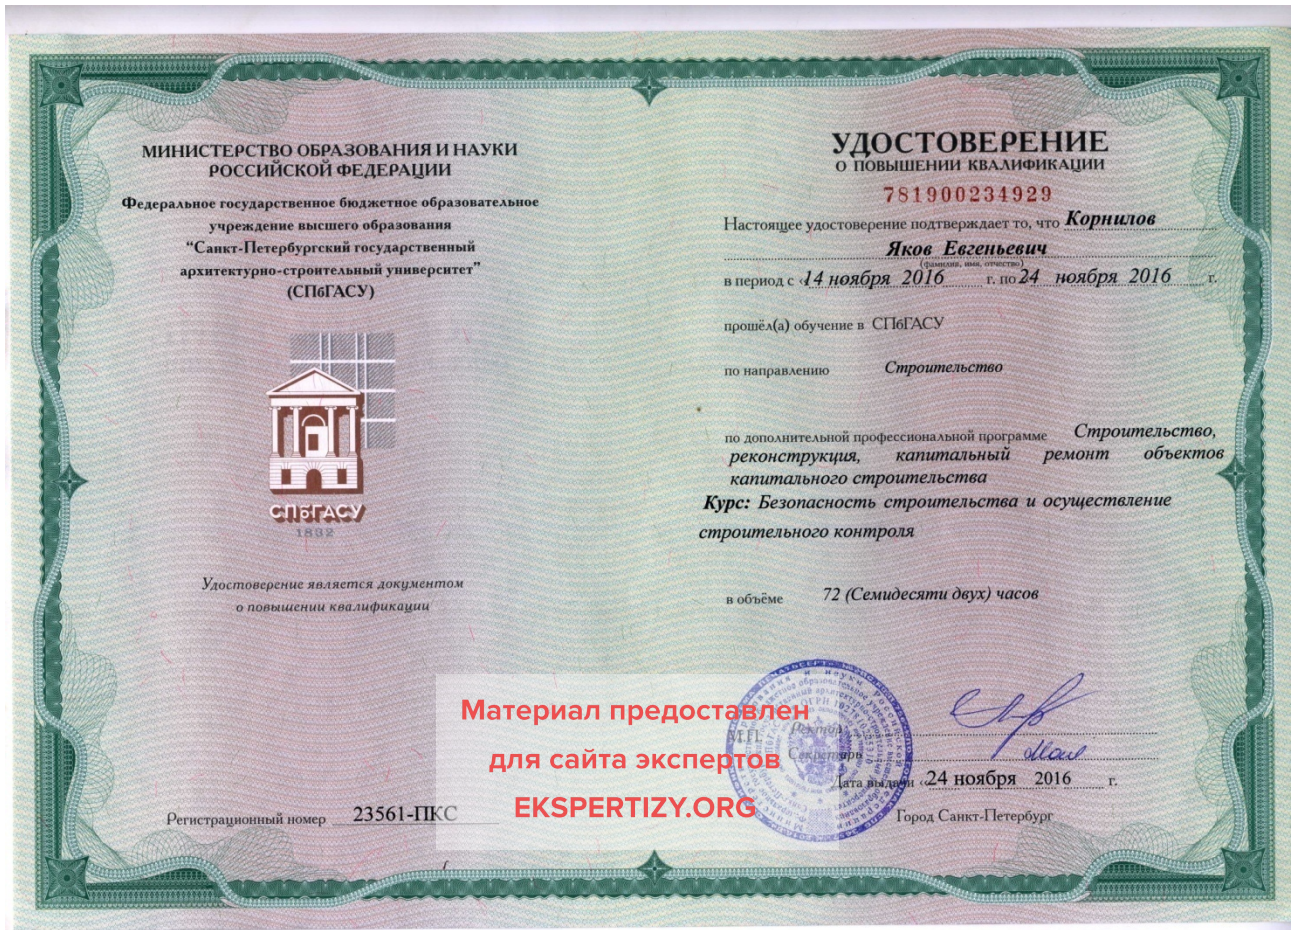 МИНИСТЕРСТВО ОБРАЗОВАНИЯ И НАУКИ
РОССИЙСКОЙ ФЕДЕРАЦИИ
Федеральное государственное бюджетное образовательное
учреждение высшего образования
“Санкт-Петербургский государственный
архитектурно-строительный университет”
(СПбГАСУ)
СПбГАСУ
1832
Удостоверение является документом
о повышении квалификации
Регистрационный номер 23561-ПКС
УДОСТОВЕРЕНИЕ
О ПОВЫШЕНИИ КВАЛИФИКАЦИИ
781900234929
Настоящее удостоверение подтверждает то, что Корнилов
Яков Евгеньевич
(фамилия, имя, отчество)
в период с «14 ноября 2016 г. по 24 ноября 2016 г.
прошёл(а) обучение в СПбГАСУ
по направлению Строительство
по дополнительной профессиональной программе Строительство,
реконструкция, капитальный ремонт объектов
капитального строительства
Курс: Безопасность строительства и осуществление
строительного контроля
в объёме 72 (Семидесяти двух) часов
М.П. Ректор
Секретарь
Дата выдачи «24 ноября 2016 г.
Город Санкт-Петербург
Материал предоставлен
для сайта экспертов
EKSPERTIZY.ORG